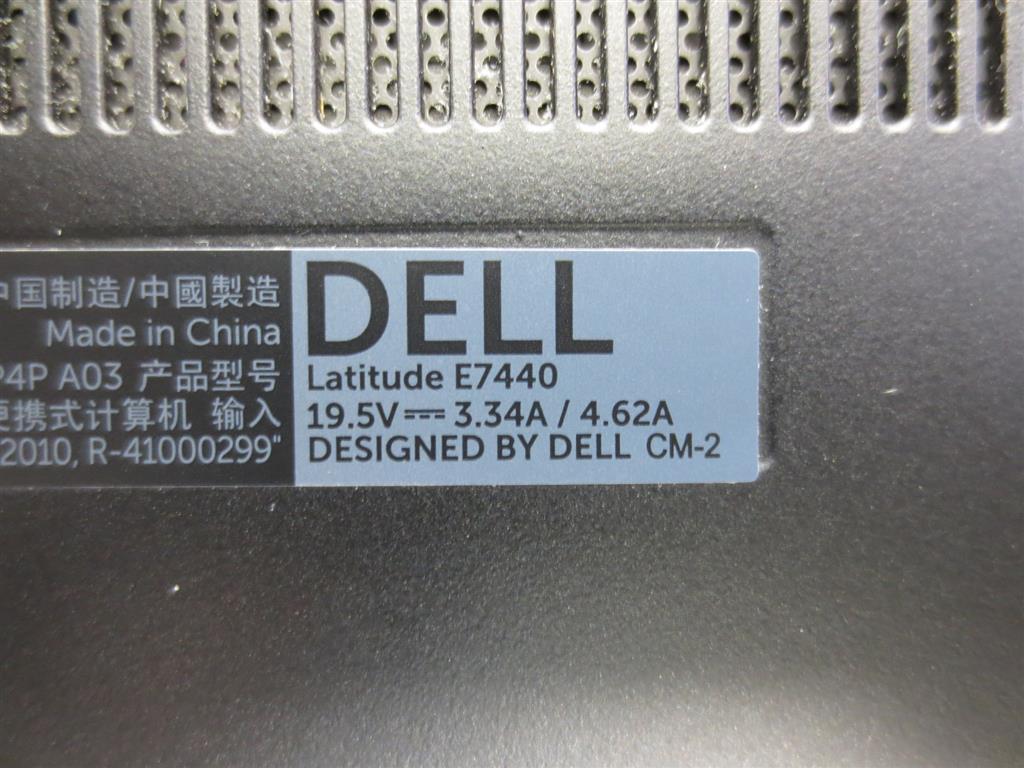 中国制造/中國製造
Made in China
P4P A03 产品型号
便携式计算机 输入
2010, R-41000299"
DELL
Latitude E7440
19.5V⎓ 3.34A / 4.62A
DESIGNED BY DELL CM-2